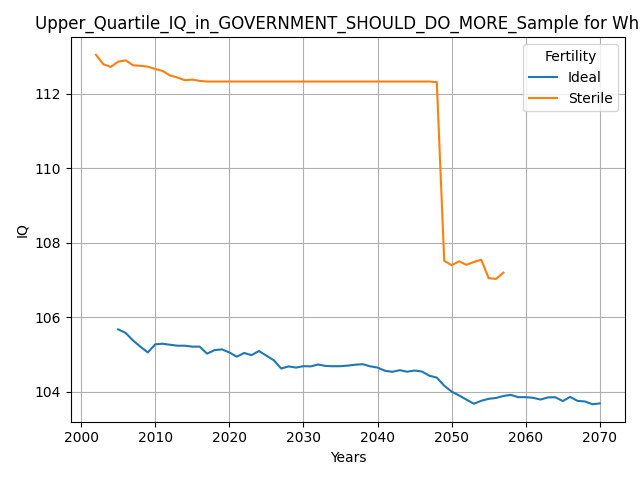 Upper_Quartile_IQ_in_GOVERNMENT_SHOULD_DO_MORE_Sample for Wh
Fertility
Ideal
Sterile
112
110
108
106
104
IQ
2000 2010 2020 2030 2040 2050 2060 2070
Years